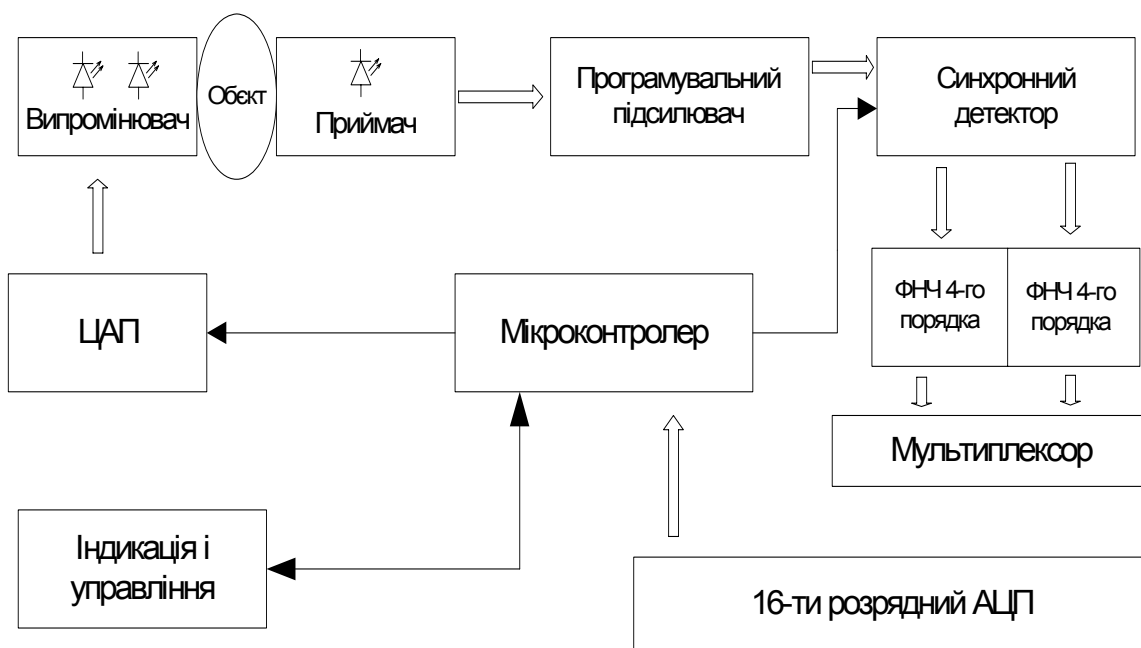 Випромінювач
Обєкт
Приймач
Програмувальний
підсилювач
Синхронний
детектор
ЦАП
Мікроконтролер
ФНЧ 4-го
порядка
ФНЧ 4-го
порядка
Мультиплексор
Індикація і
управління
16-ти розрядний АЦП